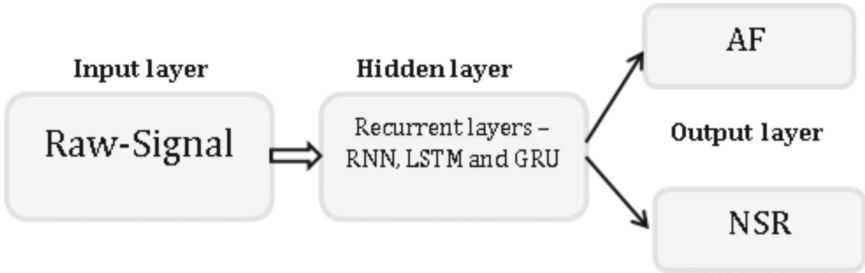 Input layer
Raw-Signal
Hidden layer
Recurrent layers –
RNN, LSTM and GRU
AF
Output layer
NSR